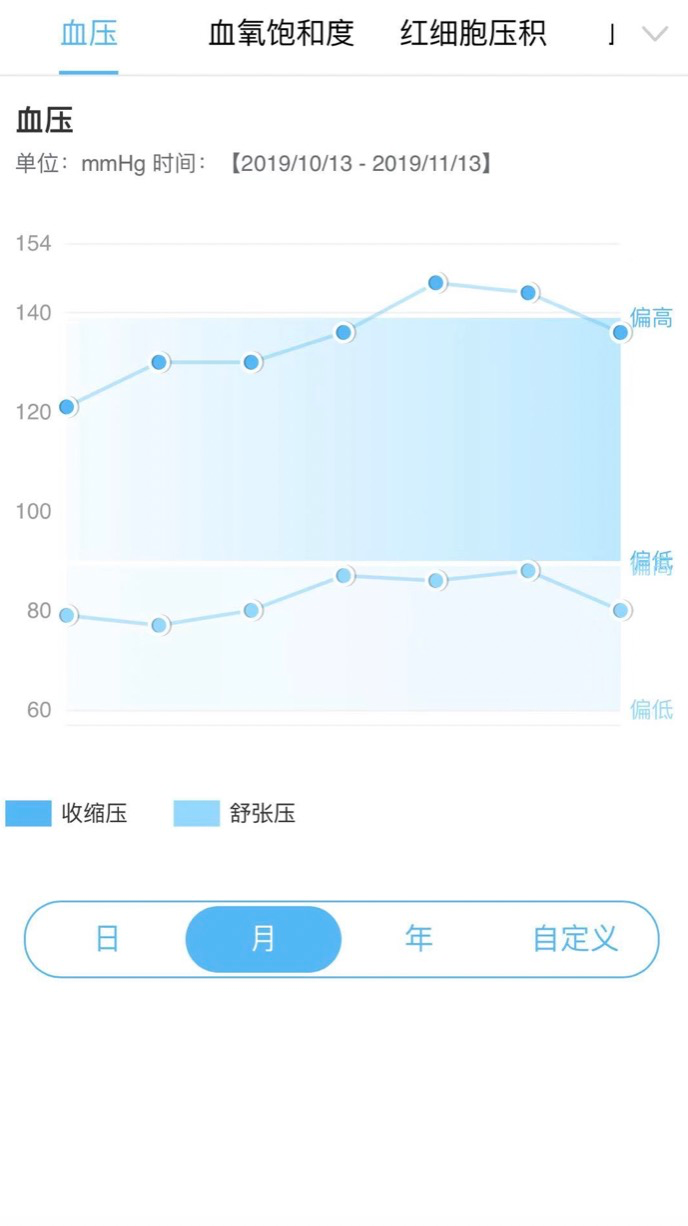 血压 血氧饱和度 红细胞压积
血压
单位：mmHg 时间：【2019/10/13 - 2019/11/13】
154
140
偏高
120
100
偏低
80
60
偏低
收缩压 舒张压
日 月 年 自定义